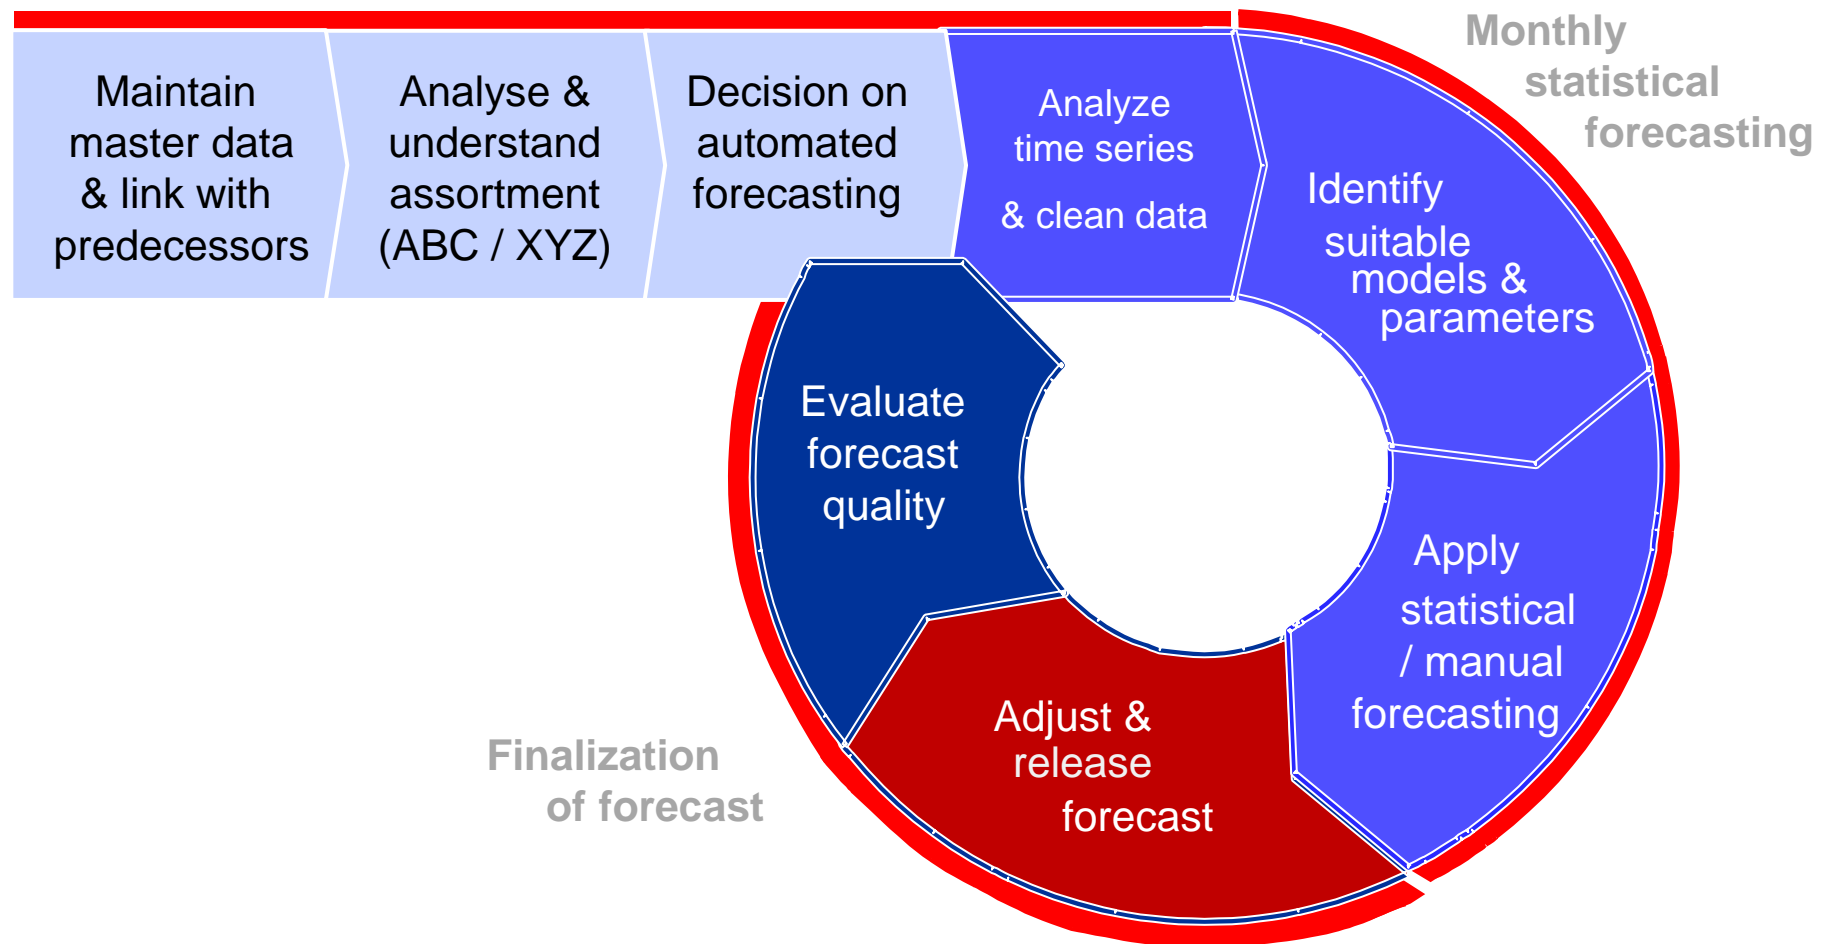 Maintain
master data
& link with
predecessors
Analyse &
understand
assortment
(ABC / XYZ)
Decision on
automated
forecasting
Analyze
time series
& clean data
Monthly
statistical
forecasting
Identify
suitable
models &
parameters
Apply
statistical
/ manual
forecasting
Adjust &
release
forecast
Evaluate
forecast
quality
Finalization
of forecast